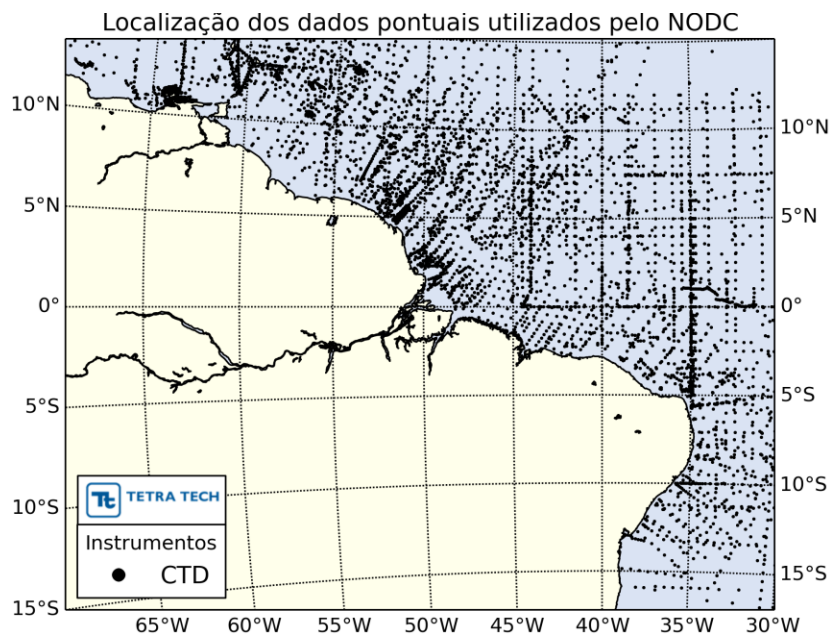 Localização dos dados pontuais utilizados pelo NODC
10°N
10°N
5°N
5°N
0°
0°
5°S
5°S
10°S
10°S
15°S
15°S
Tt TETRA TECH
Instrumentos
CTD
65°W 60°W 55°W 50°W 45°W 40°W 35°W 30°W